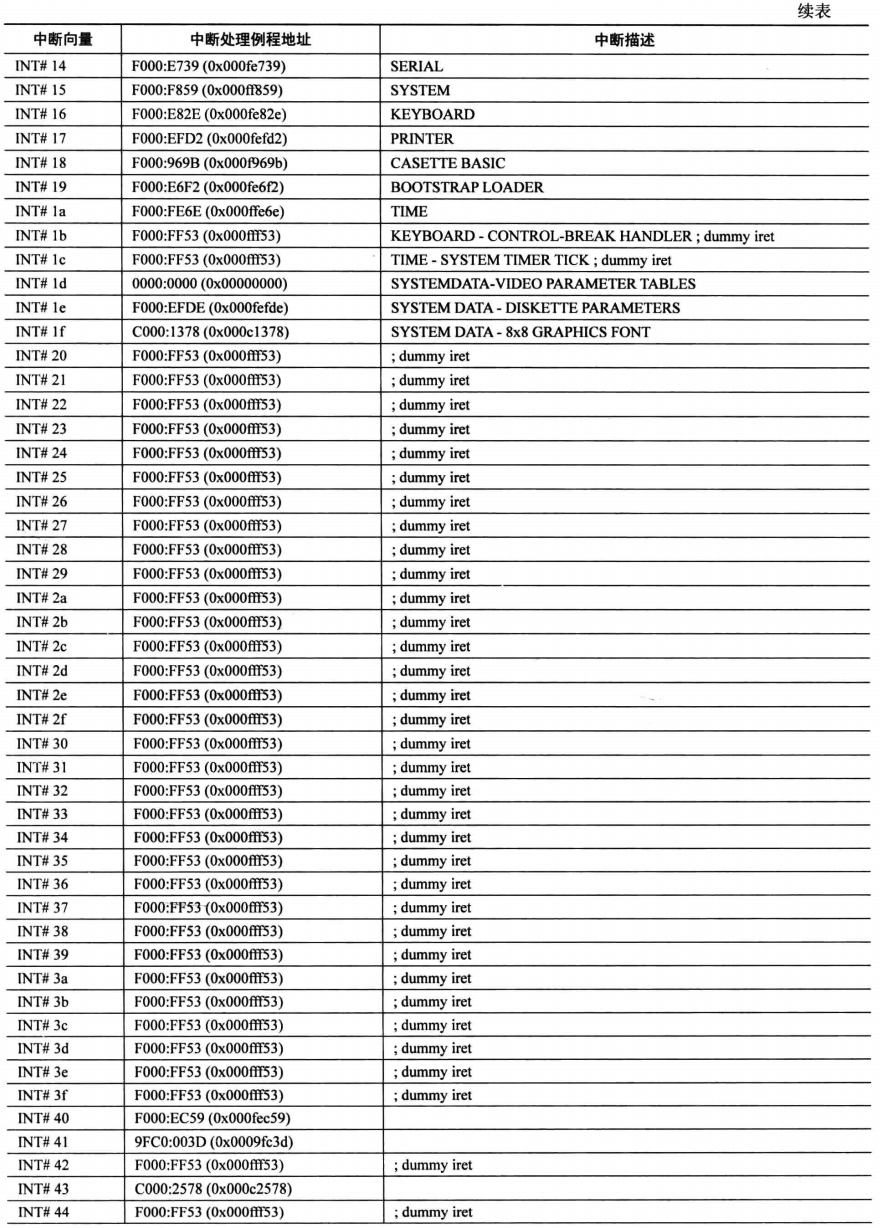 续表
中断向量 中断处理例程地址 中断描述
INT# 14 F000:E739 (0x000fe739) SERIAL
INT# 15 F000:F859 (0x000ff859) SYSTEM
INT# 16 F000:E82E (0x000fe82e) KEYBOARD
INT# 17 F000:EFD2 (0x000fefd2) PRINTER
INT# 18 F000:969B (0x000f969b) CASETTE BASIC
INT# 19 F000:E6F2 (0x000fe6f2) BOOTSTRAP LOADER
INT# 1a F000:FE6E (0x000ffe6e) TIME
INT# 1b F000:FF53 (0x000fff53) KEYBOARD - CONTROL-BREAK HANDLER ; dummy iret
INT# 1c F000:FF53 (0x000fff53) TIME - SYSTEM TIMER TICK ; dummy iret
INT# 1d 0000:0000 (0x00000000) SYSTEMDATA-VIDEO PARAMETER TABLES
INT# 1e F000:EFDE (0x000fefde) SYSTEM DATA - DISKETTE PARAMETERS
INT# 1f C000:1378 (0x000c1378) SYSTEM DATA - 8x8 GRAPHICS FONT
INT# 20 F000:FF53 (0x000fff53) ; dummy iret
INT# 21 F000:FF53 (0x000fff53) ; dummy iret
INT# 22 F000:FF53 (0x000fff53) ; dummy iret
INT# 23 F000:FF53 (0x000fff53) ; dummy iret
INT# 24 F000:FF53 (0x000fff53) ; dummy iret
INT# 25 F000:FF53 (0x000fff53) ; dummy iret
INT# 26 F000:FF53 (0x000fff53) ; dummy iret
INT# 27 F000:FF53 (0x000fff53) ; dummy iret
INT# 28 F000:FF53 (0x000fff53) ; dummy iret
INT# 29 F000:FF53 (0x000fff53) ; dummy iret
INT# 2a F000:FF53 (0x000fff53) ; dummy iret
INT# 2b F000:FF53 (0x000fff53) ; dummy iret
INT# 2c F000:FF53 (0x000fff53) ; dummy iret
INT# 2d F000:FF53 (0x000fff53) ; dummy iret
INT# 2e F000:FF53 (0x000fff53) ; dummy iret
INT# 2f F000:FF53 (0x000fff53) ; dummy iret
INT# 30 F000:FF53 (0x000fff53) ; dummy iret
INT# 31 F000:FF53 (0x000fff53) ; dummy iret
INT# 32 F000:FF53 (0x000fff53) ; dummy iret
INT# 33 F000:FF53 (0x000fff53) ; dummy iret
INT# 34 F000:FF53 (0x000fff53) ; dummy iret
INT# 35 F000:FF53 (0x000fff53) ; dummy iret
INT# 36 F000:FF53 (0x000fff53) ; dummy iret
INT# 37 F000:FF53 (0x000fff53) ; dummy iret
INT# 38 F000:FF53 (0x000fff53) ; dummy iret
INT# 39 F000:FF53 (0x000fff53) ; dummy iret
INT# 3a F000:FF53 (0x000fff53) ; dummy iret
INT# 3b F000:FF53 (0x000fff53) ; dummy iret
INT# 3c F000:FF53 (0x000fff53) ; dummy iret
INT# 3d F000:FF53 (0x000fff53) ; dummy iret
INT# 3e F000:FF53 (0x000fff53) ; dummy iret
INT# 3f F000:FF53 (0x000fff53) ; dummy iret
INT# 40 F000:EC59 (0x000fec59)
INT# 41 9FC0:003D (0x0009fc3d)
INT# 42 F000:FF53 (0x000fff53) ; dummy iret
INT# 43 C000:2578 (0x000c2578)
INT# 44 F000:FF53 (0x000fff53) ; dummy iret